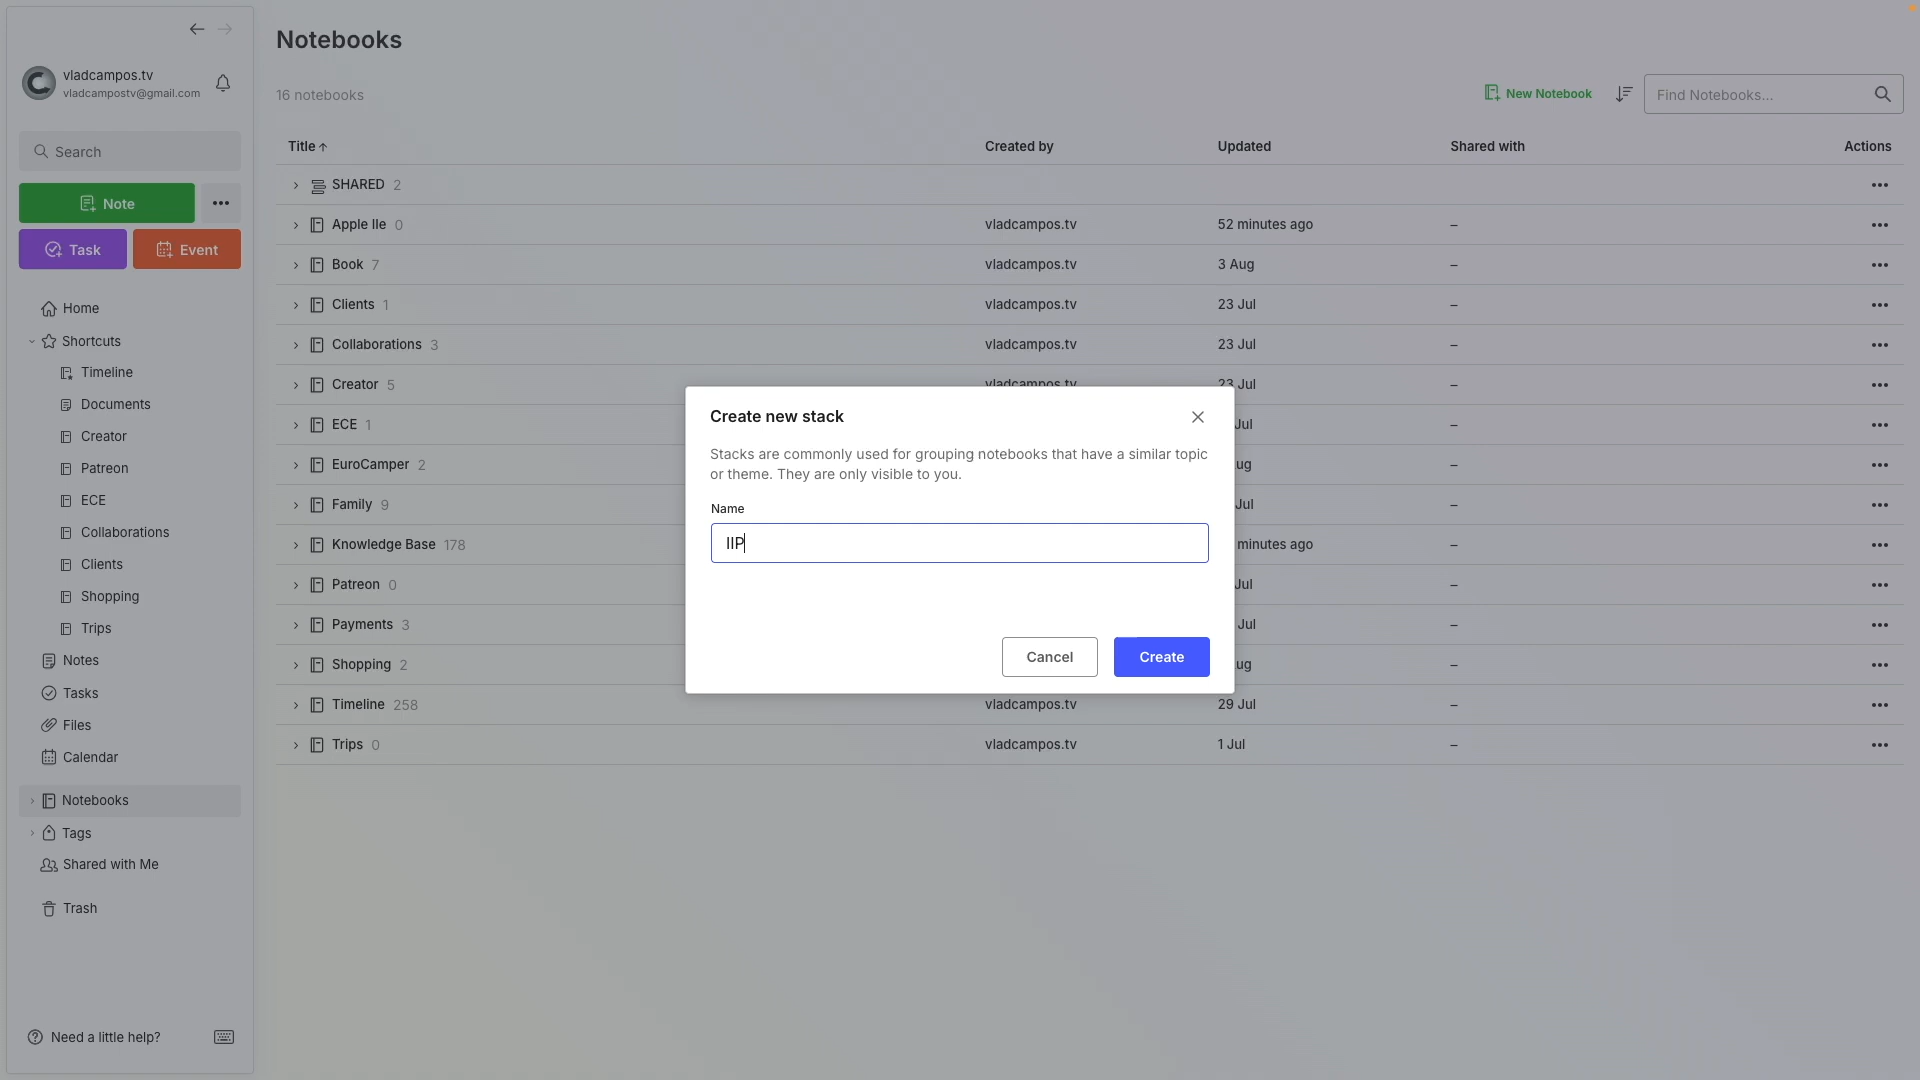 vladcampos.tv
vladcampostv@gmail.com
Search
Note
Task
Event
Home
Shortcuts
Timeline
Documents
Creator
Patreon
ECE
Collaborations
Clients
Shopping
Trips
Notes
Tasks
Files
Calendar
Notebooks
Tags
Shared with Me
Trash
Need a little help?
Notebooks
16 notebooks
New Notebook
Find Notebooks...
Title Created by Updated Shared with Actions
SHARED 2
Apple IIe 0 vladcampos.tv 52 minutes ago –
Book 7 vladcampos.tv 3 Aug –
Clients 1 vladcampos.tv 23 Jul –
Collaborations 3 vladcampos.tv 23 Jul –
Creator 5 vladcampos.tv 23 Jul –
ECE 1 Jul –
EuroCamper 2 –
Family 9 Jul –
Knowledge Base 178 minutes ago –
Patreon 0 Jul –
Payments 3 Jul –
Shopping 2 –
Timeline 258 vladcampos.tv 29 Jul –
Trips 0 vladcampos.tv 1 Jul –
Create new stack
Stacks are commonly used for grouping notebooks that have a similar topic
or theme. They are only visible to you.
Name
IIP
Cancel
Create